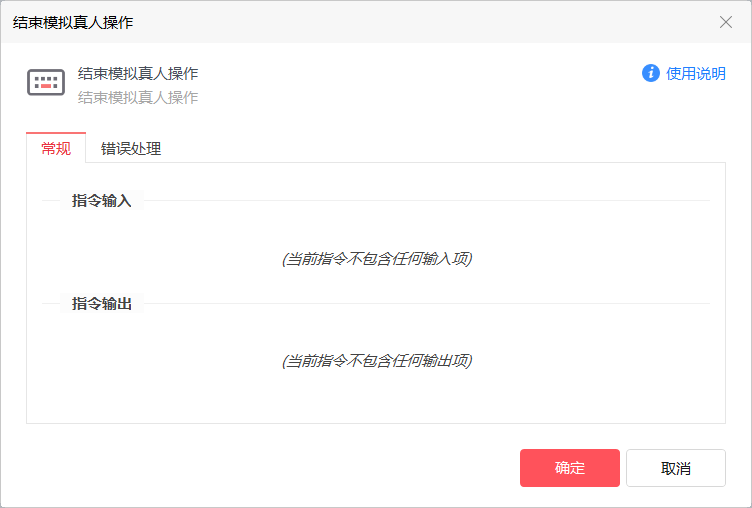 结束模拟真人操作
结束模拟真人操作
使用说明
结束模拟真人操作
常规
错误处理
指令输入
(当前指令不包含任何输入项)
指令输出
(当前指令不包含任何输出项)
确定
取消